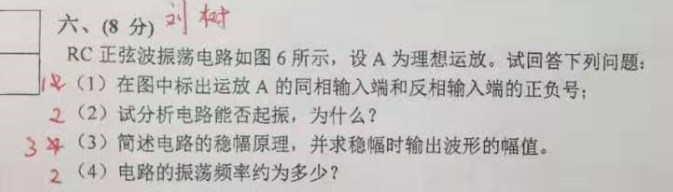 六、(8 分) 刘树
RC 正弦波振荡电路如图 6 所示，设 A 为理想运放。试回答下列问题：
1分（1）在图中标出运放 A 的同相输入端和反相输入端的正负号；
2（2）试分析电路能否起振，为什么？
3分（3）简述电路的稳幅原理，并求稳幅时输出波形的幅值。
2（4）电路的振荡频率约为多少？